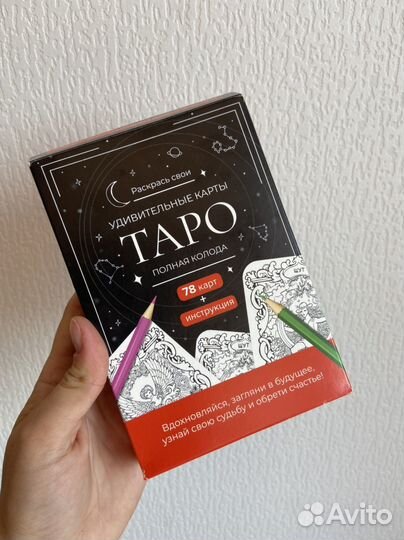 Раскрась свои
УДИВИТЕЛЬНЫЕ КАРТЫ
ТАРО
ПОЛНАЯ КОЛОДА
78 карт
+
инструкция
ШУТ
ШУТ
Вдохновляйся, загляни в будущее,
узнай свою судьбу и обрети счастье!
Avito